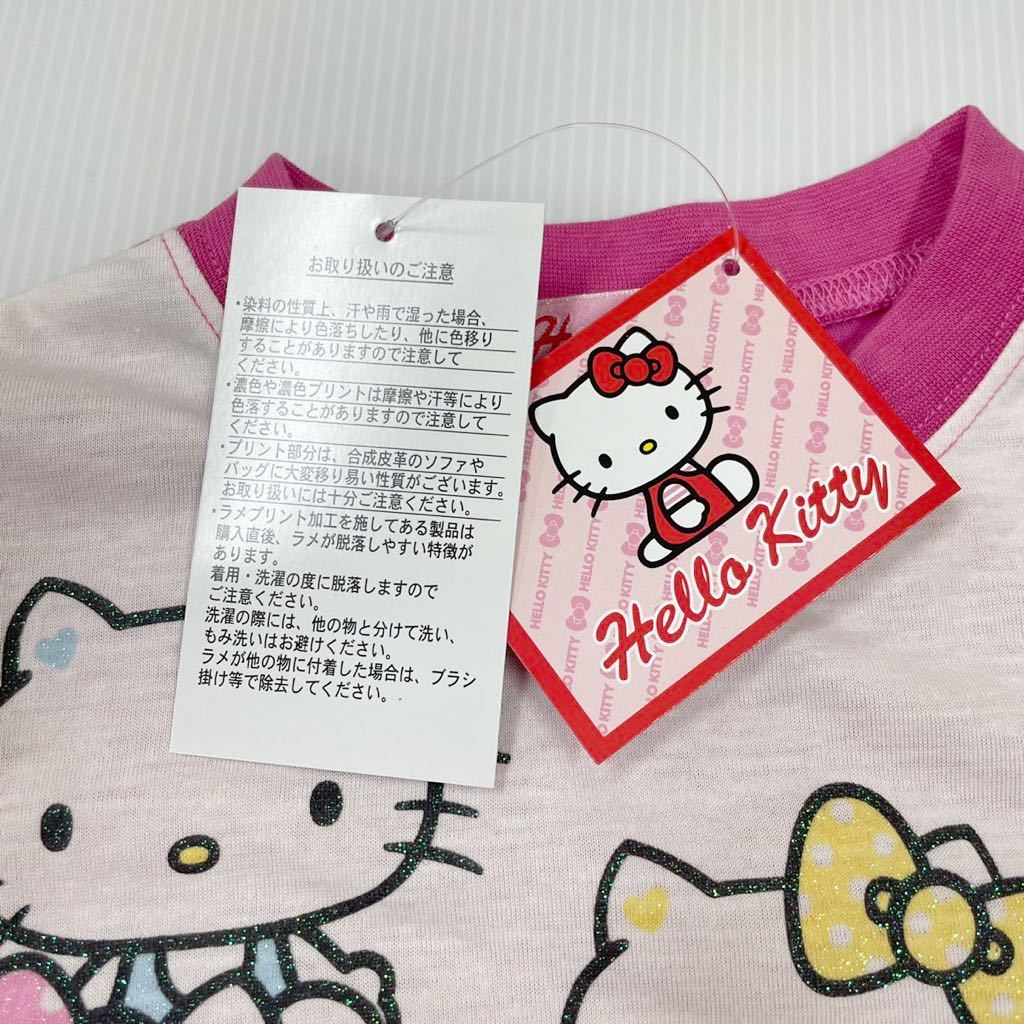 お取り扱いのご注意
・染料の性質上、汗や雨で湿った場合、
摩擦により色落ちしたり、他に色移り
することがありますので注意して
ください。
・濃色や濃色プリントは摩擦や汗等により
色落することがありますので注意して
ください。
・プリント部分は、合成皮革のソファや
バッグに大変移り易い性質がございます。
お取り扱いには十分ご注意ください。
・ラメプリント加工を施してある製品は
購入直後、ラメが脱落しやすい特徴が
あります。
着用・洗濯の度に脱落しますので
ご注意ください。
洗濯の際には、他の物と分けて洗い、
もみ洗いはお避けください。
ラメが他の物に付着した場合は、ブラシ
掛け等で除去してください。
Hello Kitty
HELLO KITTY
HELLO KITTY
HELLO KITTY
HELLO KITTY
HELLO KITTY
HELLO KITTY